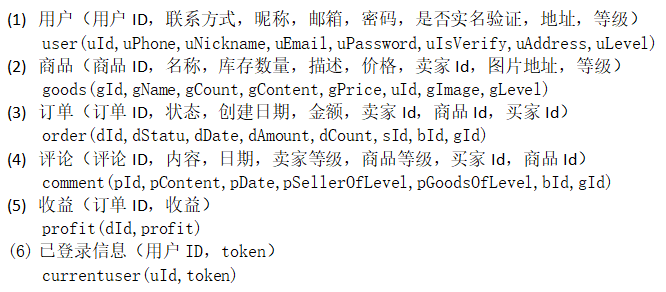 (1) 用户（用户 ID，联系方式，昵称，邮箱，密码，是否实名验证，地址，等级）
user(uId,uPhone,uNickname,uEmail,uPassword,uIsVerify,uAddress,uLevel)
(2) 商品（商品 ID，名称，库存数量，描述，价格，卖家 Id，图片地址，等级）
goods(gId,gName,gCount,gContent,gPrice,uId,gImage,gLevel)
(3) 订单（订单 ID，状态，创建日期，金额，卖家 Id，商品 Id，买家 Id）
order(dId,dStatu,dDate,dAmount,dCount,sId,bId,gId)
(4) 评论（评论 ID，内容，日期，卖家等级，商品等级，买家 Id，商品 Id）
comment(pId,pContent,pDate,pSellerOfLevel,pGoodsOfLevel,bId,gId)
(5) 收益（订单 ID，收益）
profit(dId,profit)
(6) 已登录信息（用户 ID，token）
currentuser(uId,token)